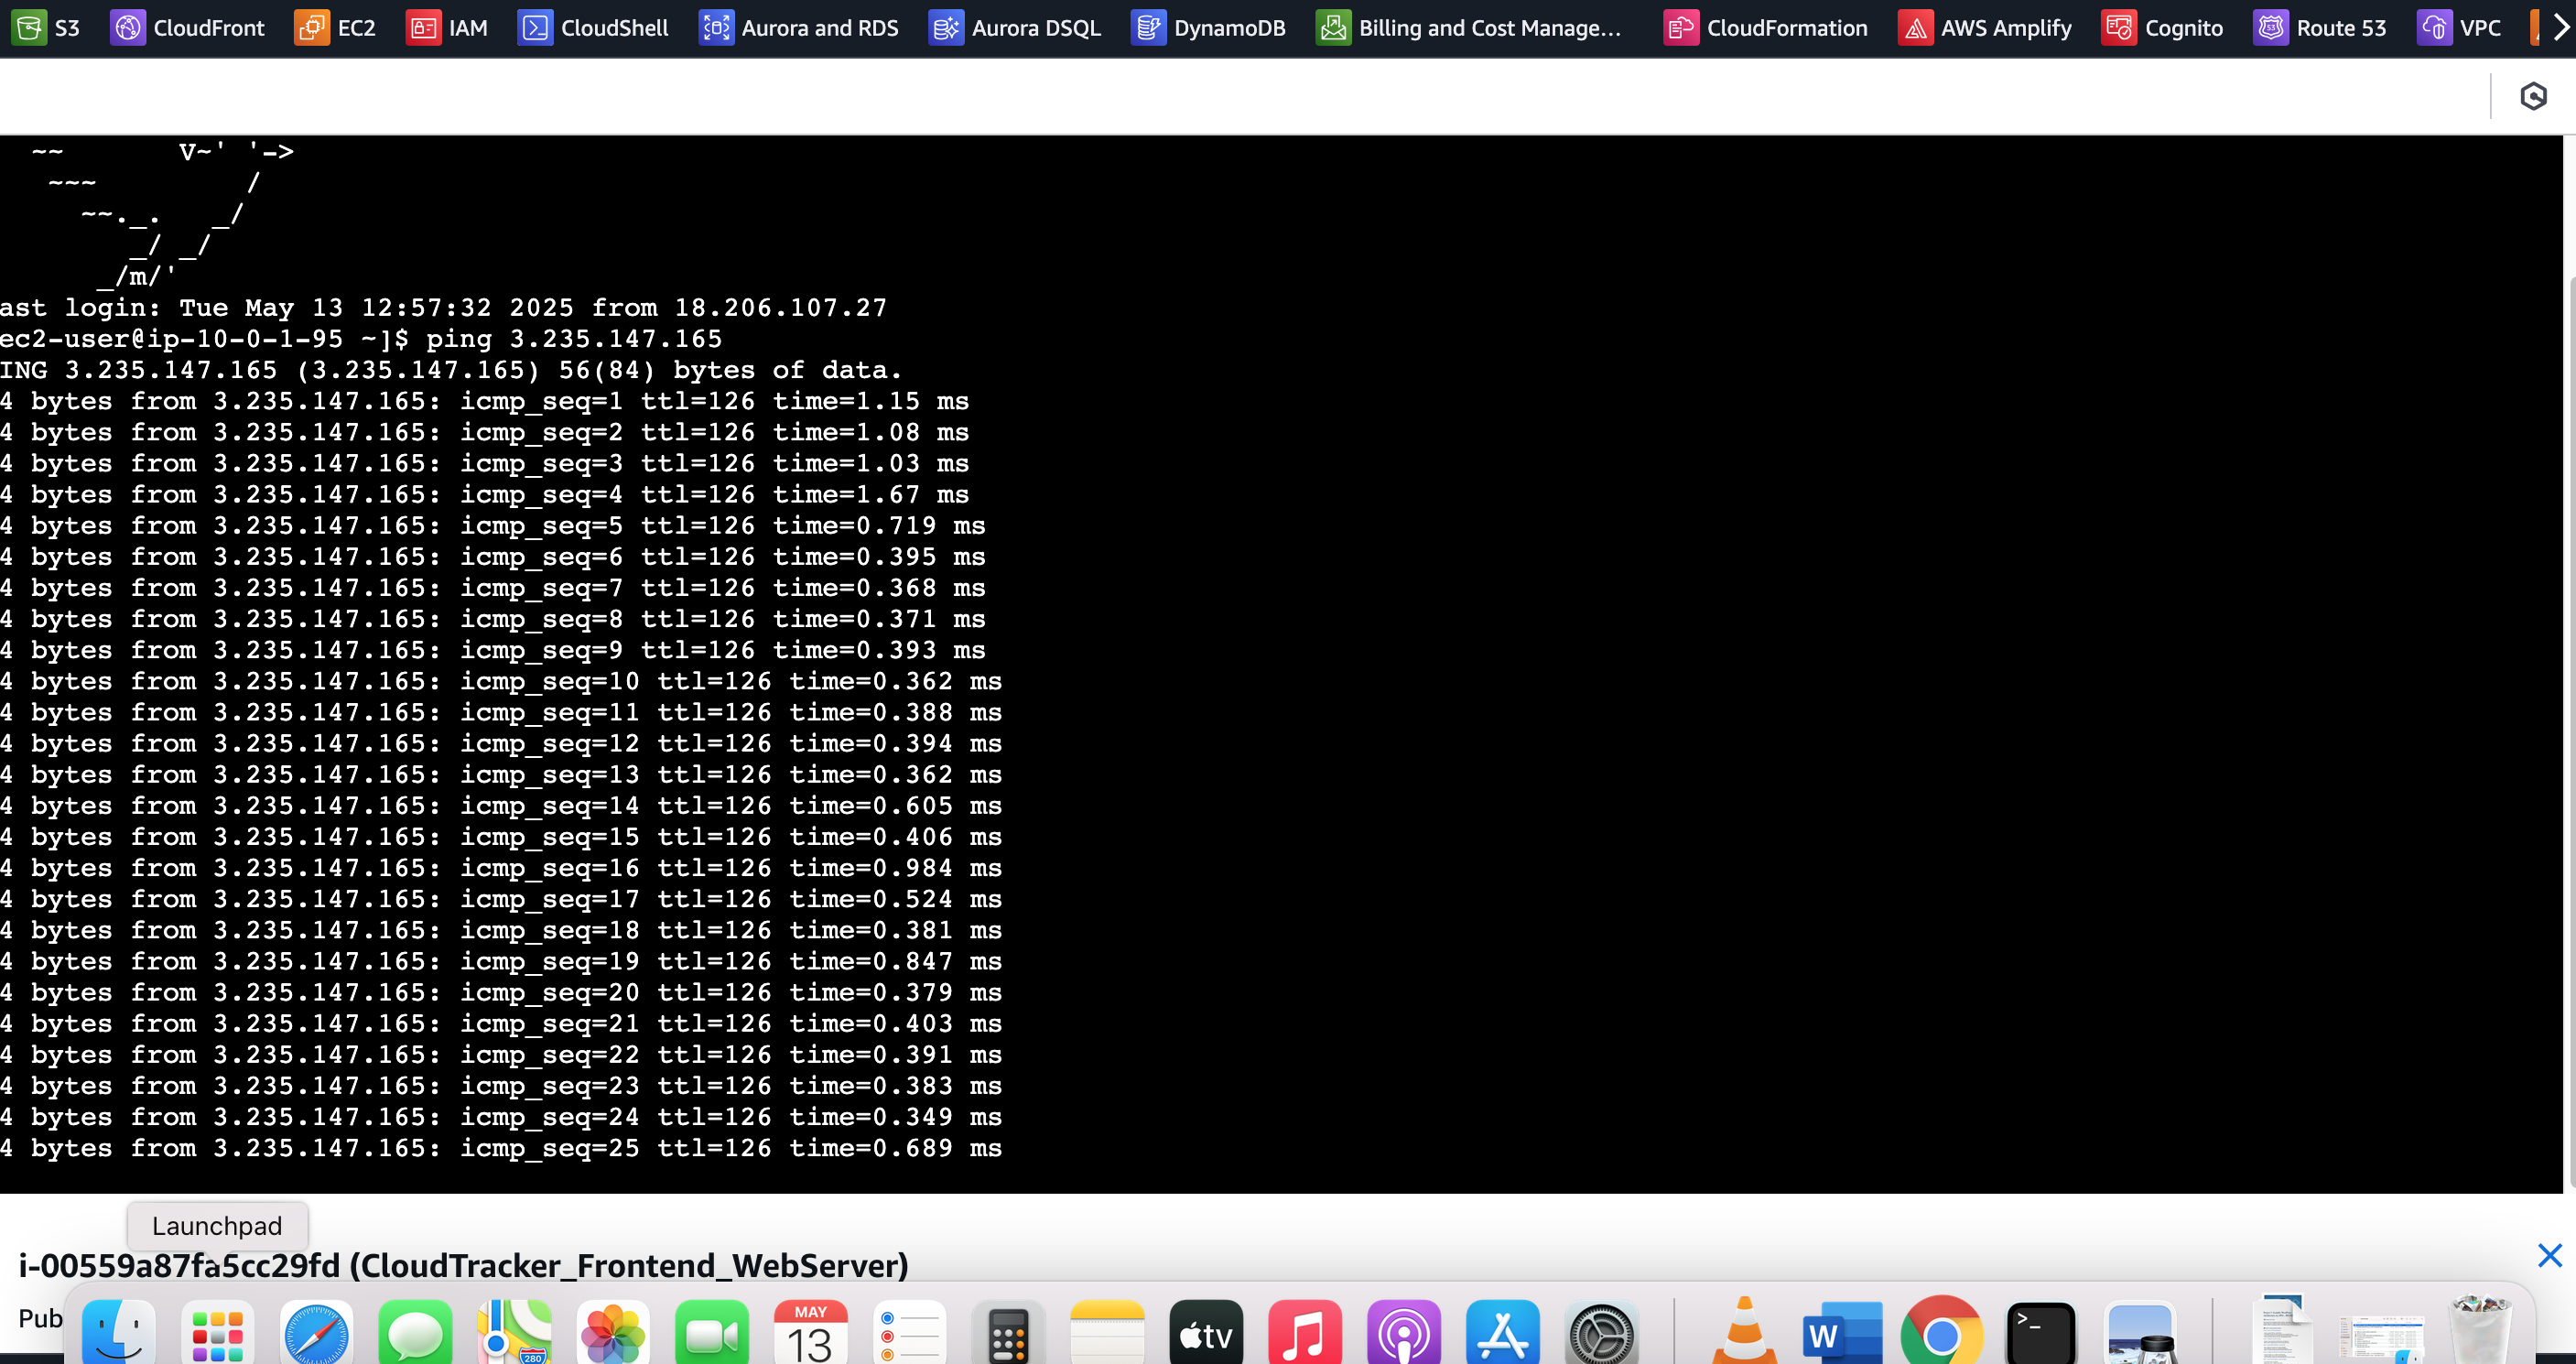 S3 CloudFront EC2 IAM CloudShell Aurora and RDS Aurora DSQL DynamoDB Billing and Cost Manage... CloudFormation AWS Amplify Cognito Route 53 VPC
~~       V~' '->
~~~         /
~~._.   _/
_/ _/
_/m/'
ast login: Tue May 13 12:57:32 2025 from 18.206.107.27
ec2-user@ip-10-0-1-95 ~]$ ping 3.235.147.165
ING 3.235.147.165 (3.235.147.165) 56(84) bytes of data.
4 bytes from 3.235.147.165: icmp_seq=1 ttl=126 time=1.15 ms
4 bytes from 3.235.147.165: icmp_seq=2 ttl=126 time=1.08 ms
4 bytes from 3.235.147.165: icmp_seq=3 ttl=126 time=1.03 ms
4 bytes from 3.235.147.165: icmp_seq=4 ttl=126 time=1.67 ms
4 bytes from 3.235.147.165: icmp_seq=5 ttl=126 time=0.719 ms
4 bytes from 3.235.147.165: icmp_seq=6 ttl=126 time=0.395 ms
4 bytes from 3.235.147.165: icmp_seq=7 ttl=126 time=0.368 ms
4 bytes from 3.235.147.165: icmp_seq=8 ttl=126 time=0.371 ms
4 bytes from 3.235.147.165: icmp_seq=9 ttl=126 time=0.393 ms
4 bytes from 3.235.147.165: icmp_seq=10 ttl=126 time=0.362 ms
4 bytes from 3.235.147.165: icmp_seq=11 ttl=126 time=0.388 ms
4 bytes from 3.235.147.165: icmp_seq=12 ttl=126 time=0.394 ms
4 bytes from 3.235.147.165: icmp_seq=13 ttl=126 time=0.362 ms
4 bytes from 3.235.147.165: icmp_seq=14 ttl=126 time=0.605 ms
4 bytes from 3.235.147.165: icmp_seq=15 ttl=126 time=0.406 ms
4 bytes from 3.235.147.165: icmp_seq=16 ttl=126 time=0.984 ms
4 bytes from 3.235.147.165: icmp_seq=17 ttl=126 time=0.524 ms
4 bytes from 3.235.147.165: icmp_seq=18 ttl=126 time=0.381 ms
4 bytes from 3.235.147.165: icmp_seq=19 ttl=126 time=0.847 ms
4 bytes from 3.235.147.165: icmp_seq=20 ttl=126 time=0.379 ms
4 bytes from 3.235.147.165: icmp_seq=21 ttl=126 time=0.403 ms
4 bytes from 3.235.147.165: icmp_seq=22 ttl=126 time=0.391 ms
4 bytes from 3.235.147.165: icmp_seq=23 ttl=126 time=0.383 ms
4 bytes from 3.235.147.165: icmp_seq=24 ttl=126 time=0.349 ms
4 bytes from 3.235.147.165: icmp_seq=25 ttl=126 time=0.689 ms
Launchpad
i-00559a87fa5cc29fd (CloudTracker_Frontend_WebServer)
Pub
MAY
13
280
tv
W
>_